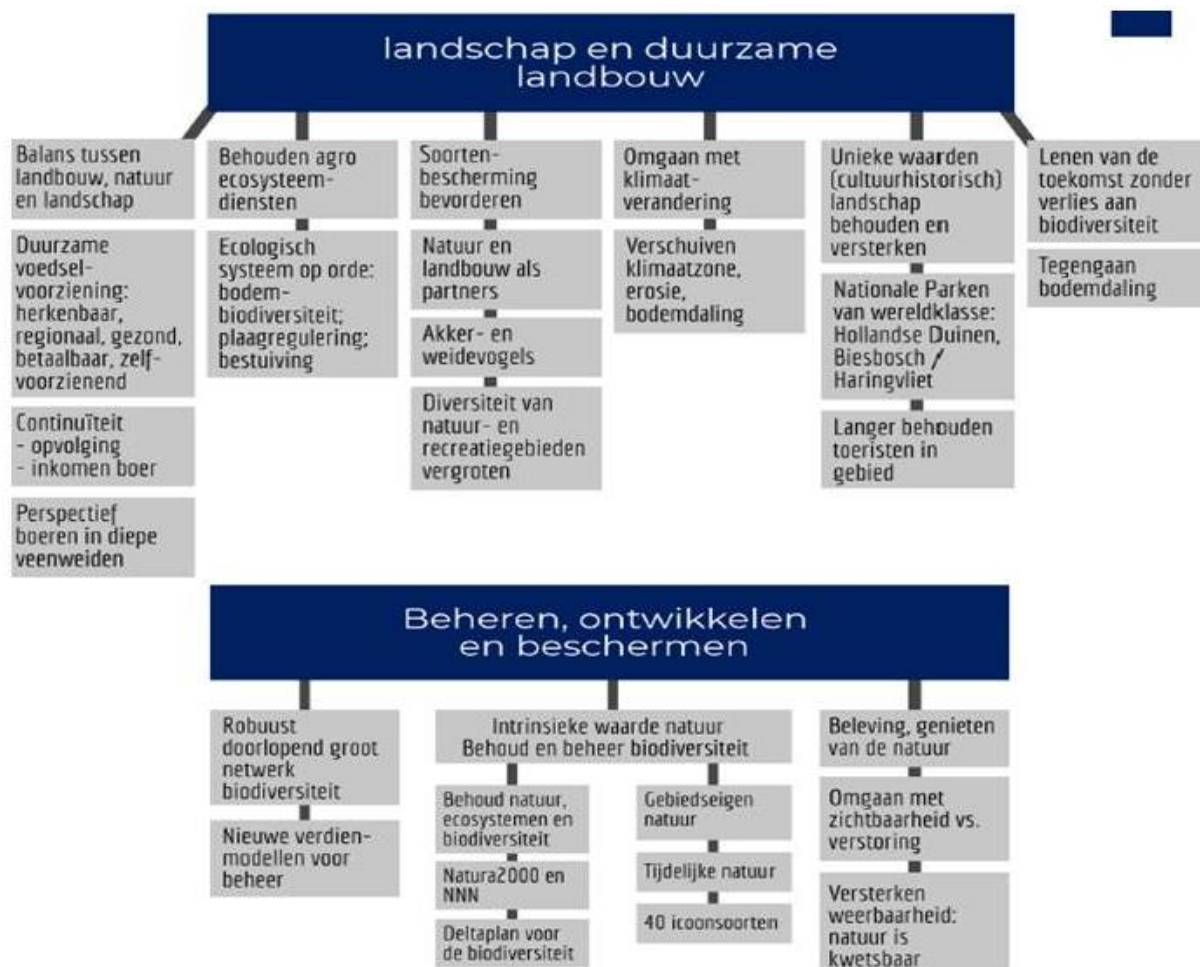 landschap en duurzame
landbouw
Balans tussen
landbouw, natuur
en landschap
Duurzame
voedsel-
voorziening:
herkenbaar,
regionaal, gezond,
betaalbaar, zelf-
voorzienend
Continuïteit
- opvolging
- inkomen boer
Perspectief
boeren in diepe
veenweiden
Behouden agro
ecosysteem-
diensten
Ecologisch
systeem op orde:
bodem-
biodiversiteit;
plaagregulering;
bestuiving
Soorten-
bescherming
bevorderen
Natuur en
landbouw als
partners
Akker- en
weidevogels
Diversiteit van
natuur- en
recreatiegebieden
vergroten
Omgaan met
klimaat-
verandering
Verschuiven
klimaatzone,
erosie,
bodemdaling
Unieke waarden
(cultuurhistorisch)
landschap
behouden en
versterken
Nationale Parken
van wereldklasse:
Hollandse Duinen,
Biesbosch /
Haringvliet
Langer behouden
toeristen in
gebied
Lenen van de
toekomst zonder
verlies aan
biodiversiteit
Tegengaan
bodemdaling
Beheren, ontwikkelen
en beschermen
Robuust
doorlopend groot
netwerk
biodiversiteit
Nieuwe verdien-
modellen voor
beheer
Intrinsieke waarde natuur
Behoud en beheer biodiversiteit
Behoud natuur,
ecosystemen en
biodiversiteit
Natura2000 en
NNN
Deltaplan voor
de biodiversiteit
Gebiedseigen
natuur
Tijdelijke natuur
40 icoonsoorten
Beleving, genieten
van de natuur
Omgaan met
zichtbaarheid vs.
verstoring
Versterken
weerbaarheid:
natuur is
kwetsbaar